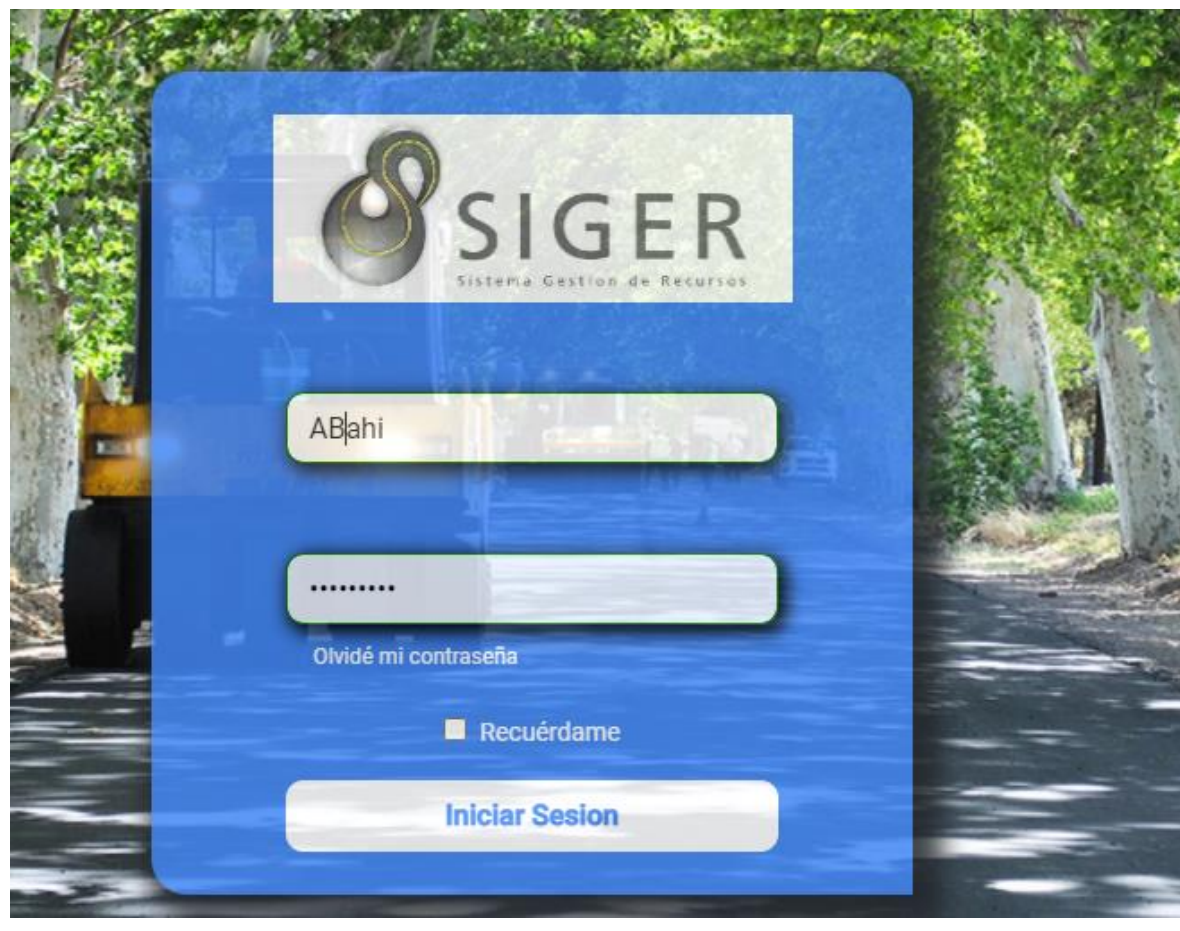 SIGER
Sistema Gestion de Recursos
ABahi
•••••••••
Olvidé mi contraseña
Recuérdame
Iniciar Sesion